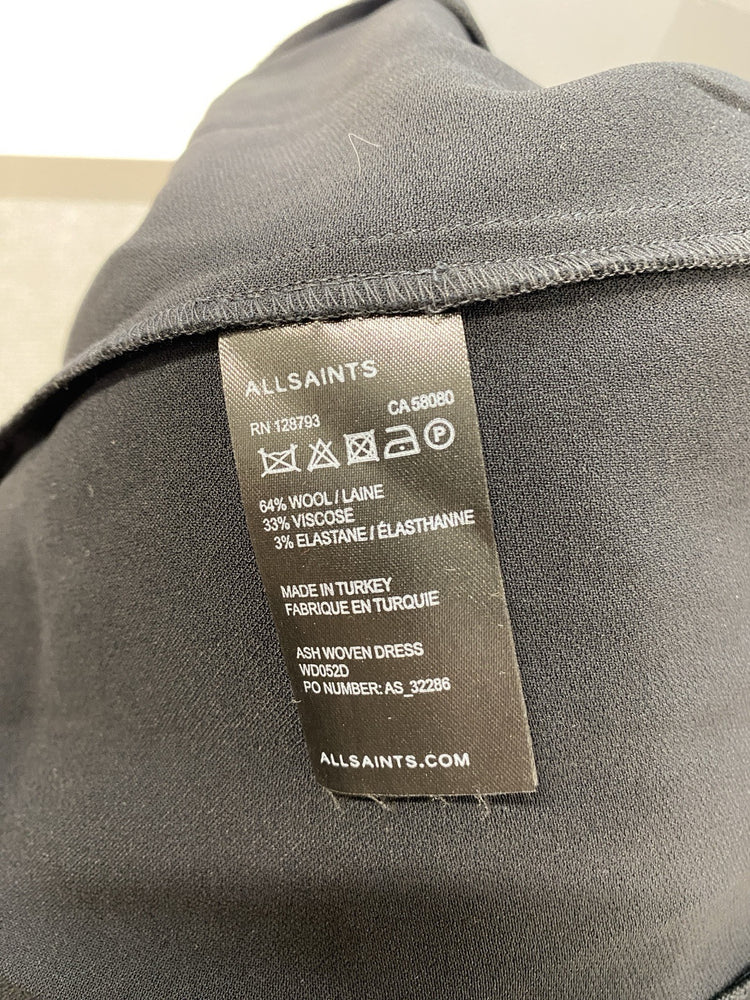 ALLSAINTS
RN 128793 CA 58080
P
64% WOOL / LAINE
33% VISCOSE
3% ELASTANE / ÉLASTHANNE
MADE IN TURKEY
FABRIQUE EN TURQUIE
ASH WOVEN DRESS
WD052D
PO NUMBER: AS_32286
ALLSAINTS.COM